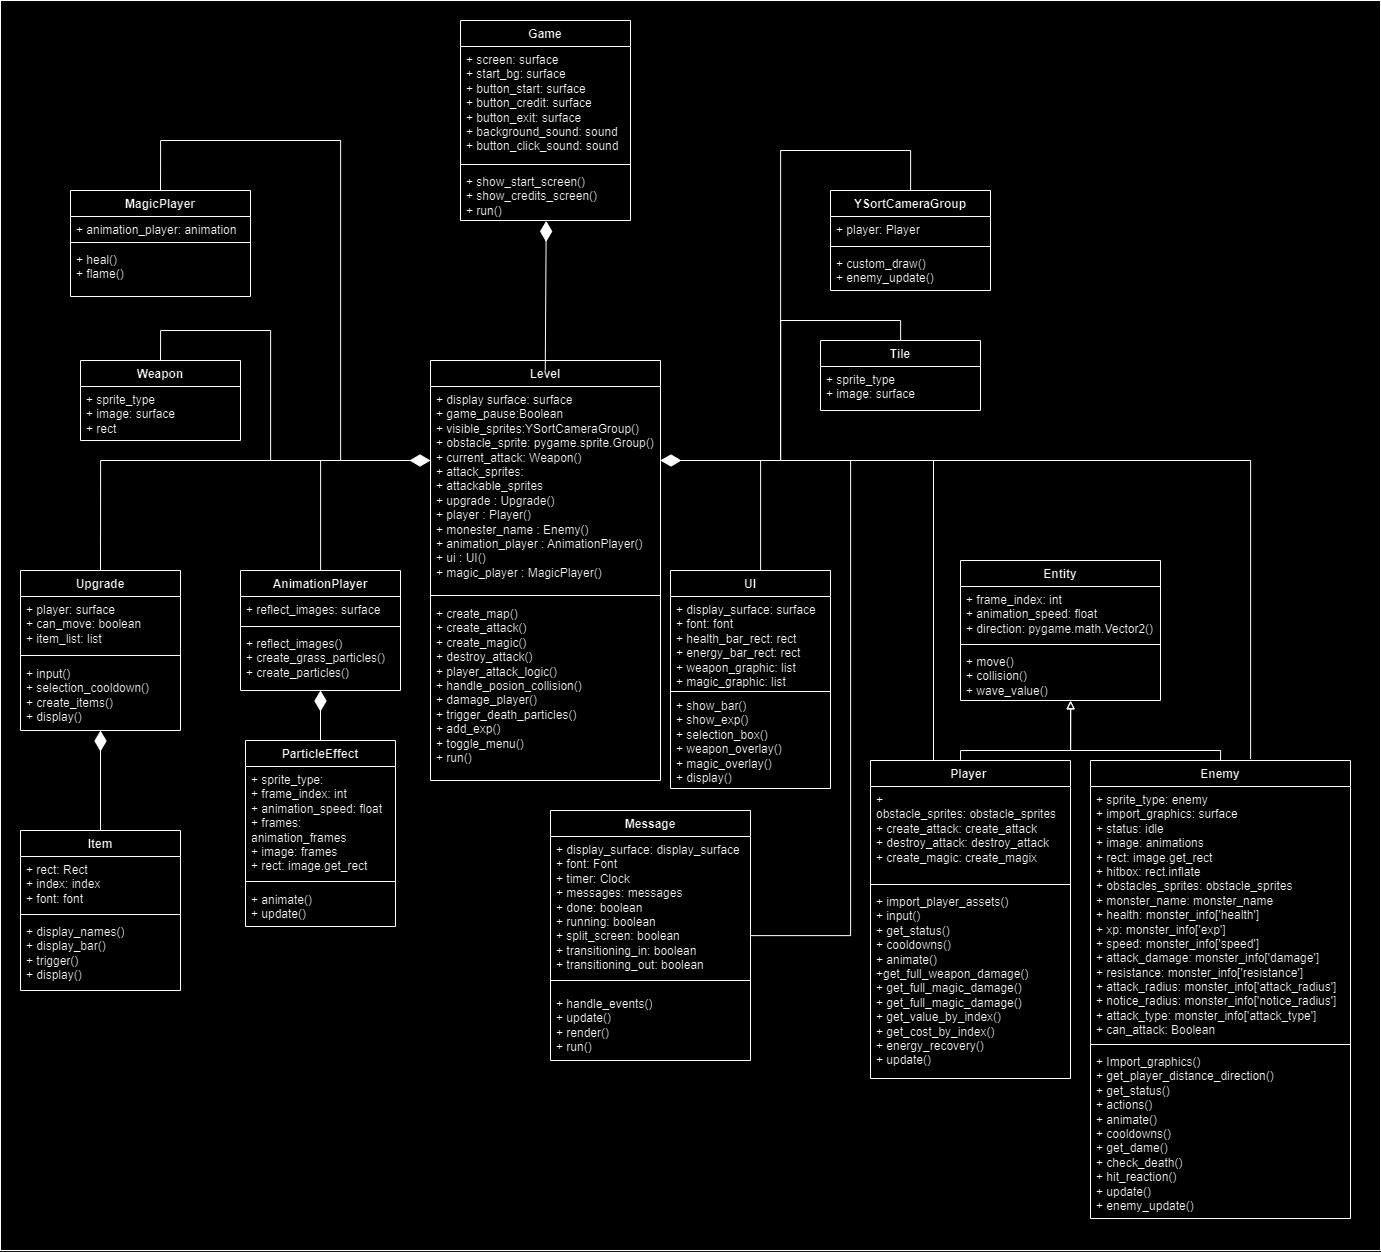 Game
+ screen: surface
+ start_bg: surface
+ button_start: surface
+ button_credit: surface
+ button_exit: surface
+ background_sound: sound
+ button_click_sound: sound
+ show_start_screen()
+ show_credits_screen()
+ run()
MagicPlayer
+ animation_player: animation
+ heal()
+ flame()
YSortCameraGroup
+ player: Player
+ custom_draw()
+ enemy_update()
Weapon
+ sprite_type
+ image: surface
+ rect
Level
+ display surface: surface
+ game_pause:Boolean
+ visible_sprites:YSortCameraGroup()
+ obstacle_sprite: pygame.sprite.Group()
+ current_attack: Weapon()
+ attack_sprites:
+ attackable_sprites
+ upgrade : Upgrade()
+ player : Player()
+ monester_name : Enemy()
+ animation_player : AnimationPlayer()
+ ui : UI()
+ magic_player : MagicPlayer()
+ create_map()
+ create_attack()
+ create_magic()
+ destroy_attack()
+ player_attack_logic()
+ handle_posion_collision()
+ damage_player()
+ trigger_death_particles()
+ add_exp()
+ toggle_menu()
+ run()
Tile
+ sprite_type
+ image: surface
Upgrade
+ player: surface
+ can_move: boolean
+ item_list: list
+ input()
+ selection_cooldown()
+ create_items()
+ display()
AnimationPlayer
+ reflect_images: surface
+ reflect_images()
+ create_grass_particles()
+ create_particles()
UI
+ display_surface: surface
+ font: font
+ health_bar_rect: rect
+ energy_bar_rect: rect
+ weapon_graphic: list
+ magic_graphic: list
+ show_bar()
+ show_exp()
+ selection_box()
+ weapon_overlay()
+ magic_overlay()
+ display()
Entity
+ frame_index: int
+ animation_speed: float
+ direction: pygame.math.Vector2()
+ move()
+ collision()
+ wave_value()
ParticleEffect
+ sprite_type:
+ frame_index: int
+ animation_speed: float
+ frames:
animation_frames
+ image: frames
+ rect: image.get_rect
+ animate()
+ update()
Item
+ rect: Rect
+ index: index
+ font: font
+ display_names()
+ display_bar()
+ trigger()
+ display()
Message
+ display_surface: display_surface
+ font: Font
+ timer: Clock
+ messages: messages
+ done: boolean
+ running: boolean
+ split_screen: boolean
+ transitioning_in: boolean
+ transitioning_out: boolean
+ handle_events()
+ update()
+ render()
+ run()
Player
+
obstacle_sprites: obstacle_sprites
+ create_attack: create_attack
+ destroy_attack: destroy_attack
+ create_magic: create_magix
+ import_player_assets()
+ input()
+ get_status()
+ cooldowns()
+ animate()
+get_full_weapon_damage()
+ get_full_magic_damage()
+ get_full_magic_damage()
+ get_value_by_index()
+ get_cost_by_index()
+ energy_recovery()
+ update()
Enemy
+ sprite_type: enemy
+ import_graphics: surface
+ status: idle
+ image: animations
+ rect: image.get_rect
+ hitbox: rect.inflate
+ obstacles_sprites: obstacle_sprites
+ monster_name: monster_name
+ health: monster_info['health']
+ xp: monster_info['exp']
+ speed: monster_info['speed']
+ attack_damage: monster_info['damage']
+ resistance: monster_info['resistance']
+ attack_radius: monster_info['attack_radius']
+ notice_radius: monster_info['notice_radius']
+ attack_type: monster_info['attack_type']
+ can_attack: Boolean
+ Import_graphics()
+ get_player_distance_direction()
+ get_status()
+ actions()
+ animate()
+ cooldowns()
+ get_dame()
+ check_death()
+ hit_reaction()
+ update()
+ enemy_update()